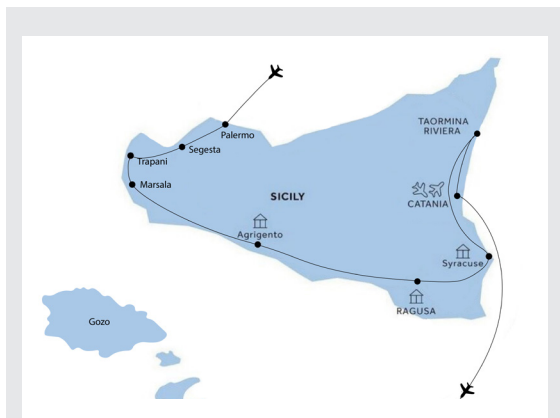 Palermo
Segesta
Trapani
Marsala
TAORMINA
RIVIERA
CATANIA
SICILY
Agrigento
Syracuse
RAGUSA
Gozo